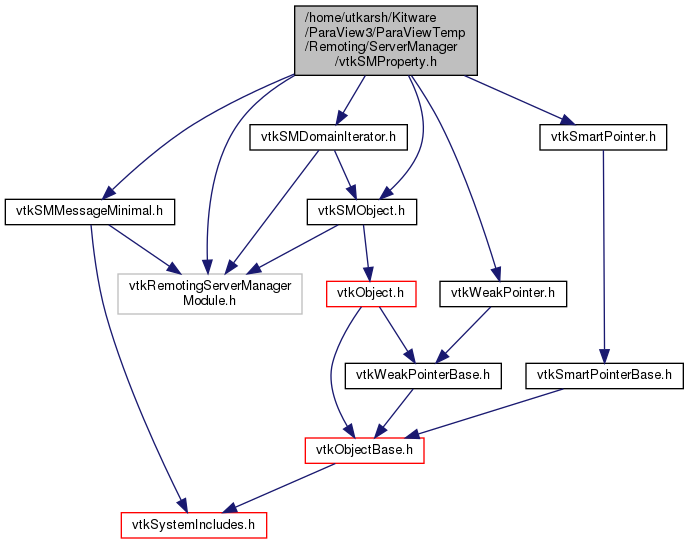 /home/utkarsh/Kitware
/ParaView3/ParaViewTemp
/Remoting/ServerManager
/vtkSMProperty.h
vtkSMDomainIterator.h
vtkSmartPointer.h
vtkSMMessageMinimal.h
vtkSMObject.h
vtkRemotingServerManager
Module.h
vtkObject.h
vtkWeakPointer.h
vtkWeakPointerBase.h
vtkSmartPointerBase.h
vtkObjectBase.h
vtkSystemIncludes.h